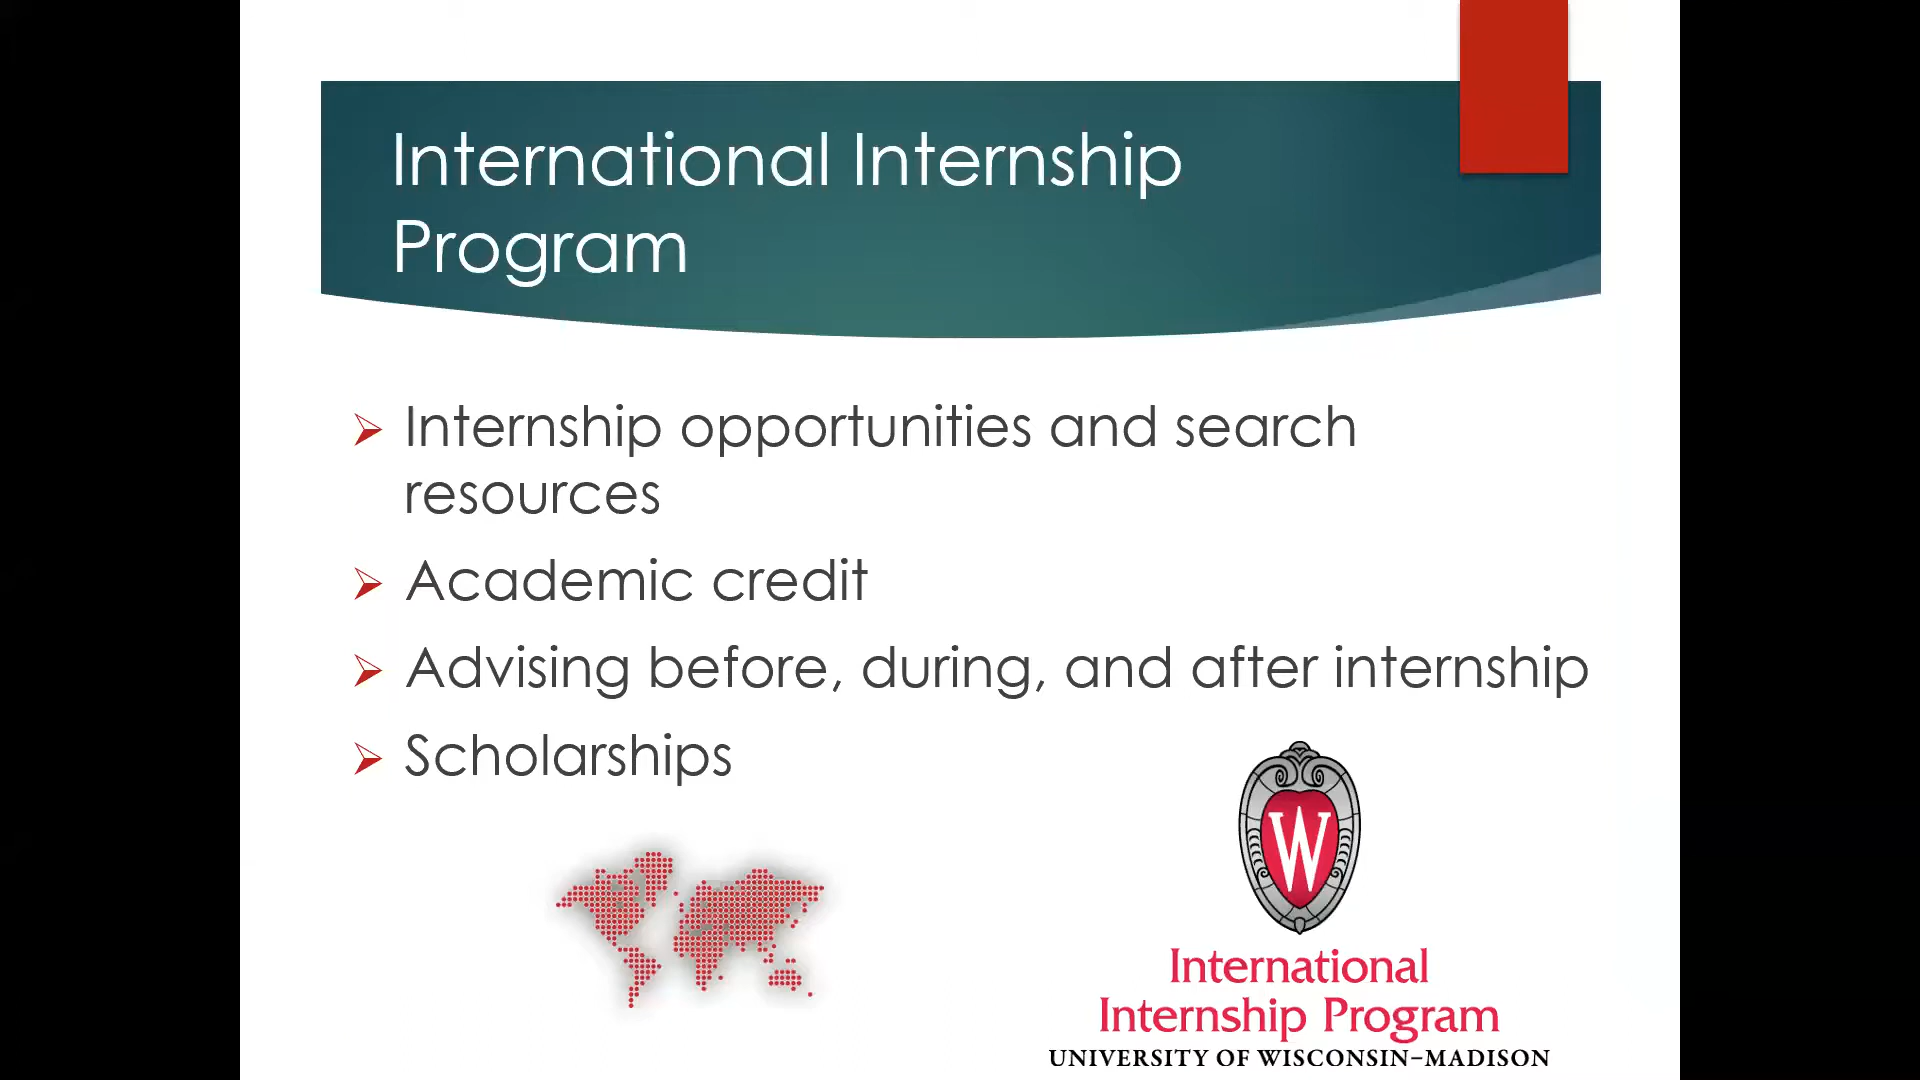 International Internship
Program
Internship opportunities and search
resources
Academic credit
Advising before, during, and after internship
Scholarships
W
International
Internship Program
UNIVERSITY OF WISCONSIN–MADISON